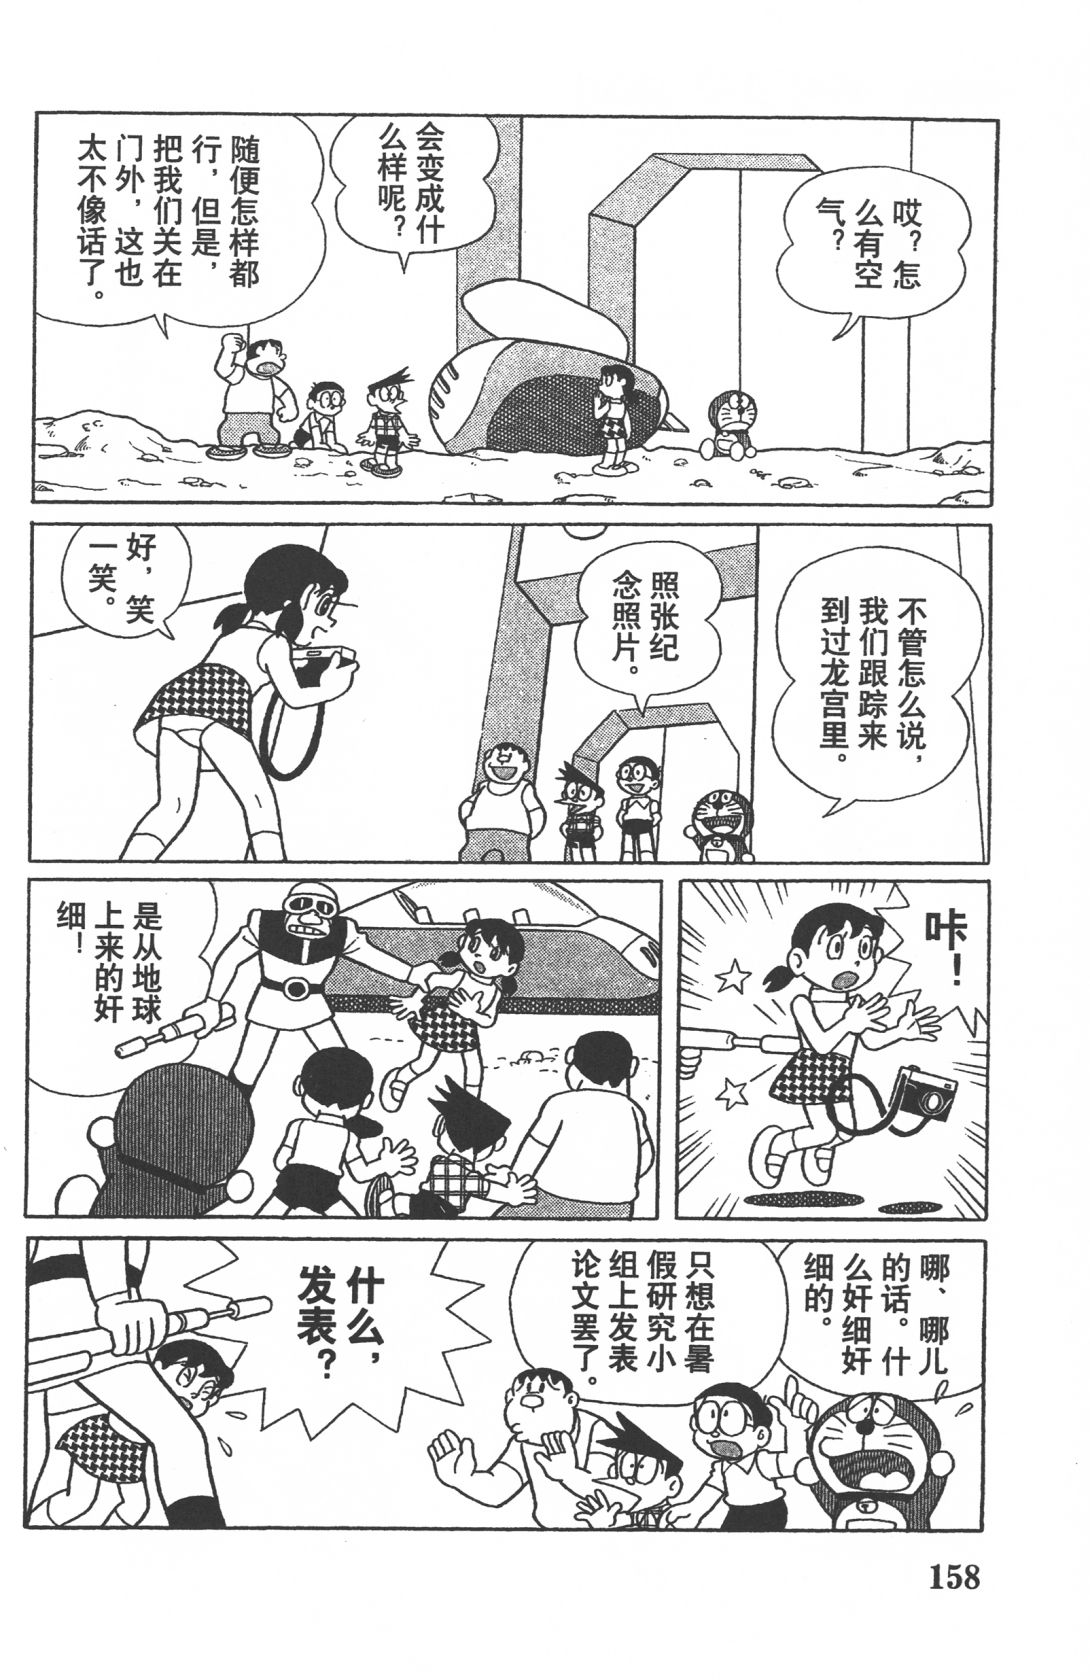 哎？怎
么有空
气？
会变成什
么样呢？
随便怎样都
行，但是，
把我们关在
门外，这也
太不像话了。
不管怎么说，
我们跟踪来
到过龙宫里。
照张纪
念照片。
好，笑
一笑。
咔！
是从地球
上来的奸
细！
哪、哪儿
的话。什
么奸细奸
细的。
只想在暑
假研究小
组上发表
论文罢了。
什么，
发表？
158